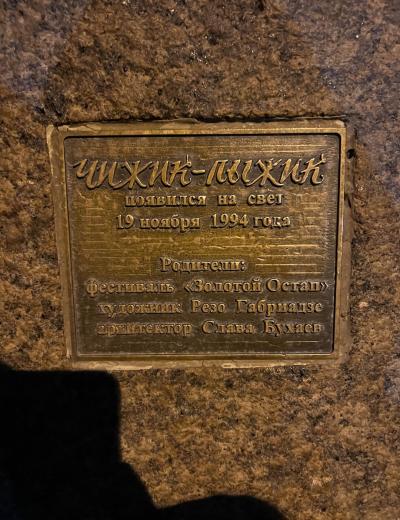 ЧИЖИК-ПЫЖИК
появился на свет
19 ноября 1994 года
Родители:
фестиваль «Золотой Остап»
художник Резо Габриадзе
архитектор Слава Бухаев